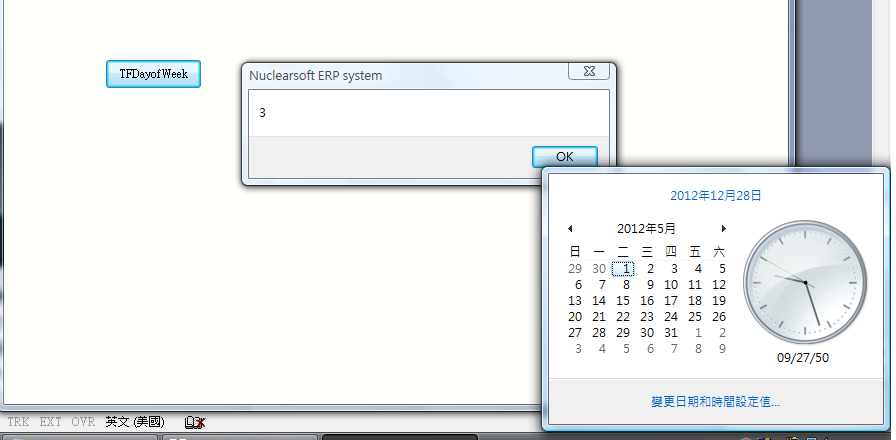 TFDayofWeek
Nuclearsoft ERP system
3
OK
2012年12月28日
2012年5月
日 一 二 三 四 五 六
29 30 1 2 3 4 5
6 7 8 9 10 11 12
13 14 15 16 17 18 19
20 21 22 23 24 25 26
27 28 29 30 31 1 2
3 4 5 6 7 8 9
09/27/50
變更日期和時間設定值...
TRK EXT OVR 英文 (美國)